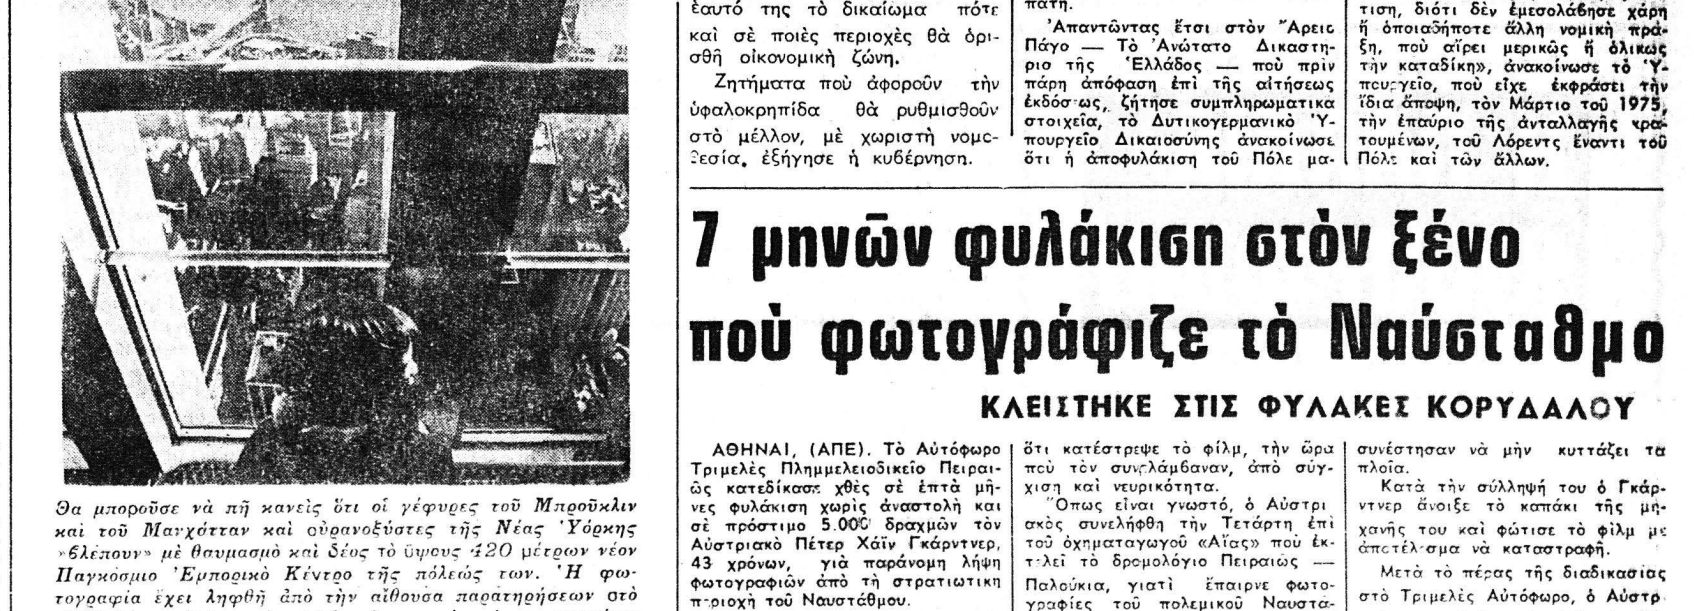 ἑαυτό της τὸ δικαίωμα πότε
καὶ σὲ ποιὲς περιοχὲς θὰ ὁρι-
σθῆ οἰκονομικὴ ζώνη.
Ζητήματα ποὺ ἀφοροῦν τὴν
ὑφαλοκρηπίδα θὰ ρυθμισθοῦν
στὸ μέλλον, μὲ χωριστὴ νομο-
θεσία, ἐξήγησε ἡ κυβέρνηση.
πάτη.
Ἀπαντῶντας ἔτσι στὸν Ἄρειο
Πάγο — Τὸ Ἀνώτατο Δικαστή-
ριο τῆς Ἑλλάδος — ποὺ πρὶν
πάρη ἀπόφαση ἐπὶ τῆς αἰτήσεως
ἐκδόσεως, ζήτησε συμπληρωματικα
στοιχεῖα, τὸ Δυτικογερμανικὸ Ὑ-
πουργεῖο Δικαιοσύνης ἀνακοίνωσε
ὅτι ἡ ἀποφυλάκιση τοῦ Πόλε μα-
τιση, διότι δὲν ἐμεσολάβησε χάρη
ἤ ὁποιαδήποτε ἄλλη νομικὴ πρά-
ξη, ποὺ αἴρει μερικῶς ἤ ὁλικῶς
τὴν καταδίκη», ἀνακοίνωσε τὸ Ὑ-
πουργεῖο, ποὺ εἶχε ἐκφράσει τὴν
ἴδια ἄποψη, τὸν Μάρτιο τοῦ 1975,
τὴν ἐπαύριο τῆς ἀνταλλαγῆς κρα-
τουμένων, τοῦ Λόρεντς ἔναντι τοῦ
Πόλε καὶ τῶν ἄλλων.
7 μηνῶν φυλάκιση στὸν ξένο
ποὺ φωτογράφιζε τὸ Ναύσταθμο
ΚΛΕΙΣΤΗΚΕ ΣΤΙΣ ΦΥΛΑΚΕΣ ΚΟΡΥΔΑΛΟΥ
ΑΘΗΝΑΙ, (ΑΠΕ). Τὸ Αὐτόφωρο
Τριμελὲς Πλημμελειοδικεῖο Πειραι-
ῶς κατεδίκασε χθὲς σὲ ἑπτὰ μῆ-
νες φυλάκιση χωρὶς ἀναστολὴ καὶ
σὲ πρόστιμο 5.000 δραχμῶν τὸν
Αὐστριακὸ Πέτερ Χάϊν Γκάρντνερ,
43 χρόνων, γιὰ παράνομη λήψη
φωτογραφιῶν ἀπὸ τὴ στρατιωτικη
περιοχὴ τοῦ Ναυστάθμου.
ὅτι κατέστρεψε τὸ φίλμ, τὴν ὥρα
ποὺ τὸν συνελάμβαναν, ἀπὸ σύγ-
χιση καὶ νευρικότητα.
Ὅπως εἶναι γνωστό, ὁ Αὐστρι
ακὸς συνελήφθη τὴν Τετάρτη ἐπὶ
τοῦ ὀχηματαγωγοῦ «Αἴας» ποὺ ἐκ-
τελεῖ τὸ δρομολόγιο Πειραιῶς —
Παλούκια, γιατὶ ἔπαιρνε φωτο-
γραφίες τοῦ πολεμικοῦ Ναυστά-
συνέστησαν νὰ μὴν κυττάζει τα
πλοῖα.
Κατὰ τὴν σύλληψή του ὁ Γκάρ-
ντνερ ἄνοιξε τὸ καπάκι τῆς μη-
χανῆς του καὶ φώτισε τὸ φὶλμ με
ἀποτέλεσμα νὰ καταστραφῆ.
Μετὰ τὸ πέρας τῆς διαδικασίας
στὸ Τριμελὲς Αὐτόφωρο, ὁ Αὐστρ
Θα μποροῦσε νὰ πῆ κανεὶς ὅτι οἱ γέφυρες τοῦ Μπροῦκλιν
καὶ τοῦ Μανχότταν καὶ οὐρανοξύστες τῆς Νέας Ὑόρκης
«βλέπουν» μὲ θαυμασμὸ καὶ δέος τὸ ὕψους 420 μέτρων νέον
Παγκόσμιο Ἐμπορικὸ Κέντρο τῆς πόλεώς των. Ἡ φω-
τογραφία ἔχει ληφθῆ ἀπὸ τὴν αἴθουσα παρατηρήσεων στὸ